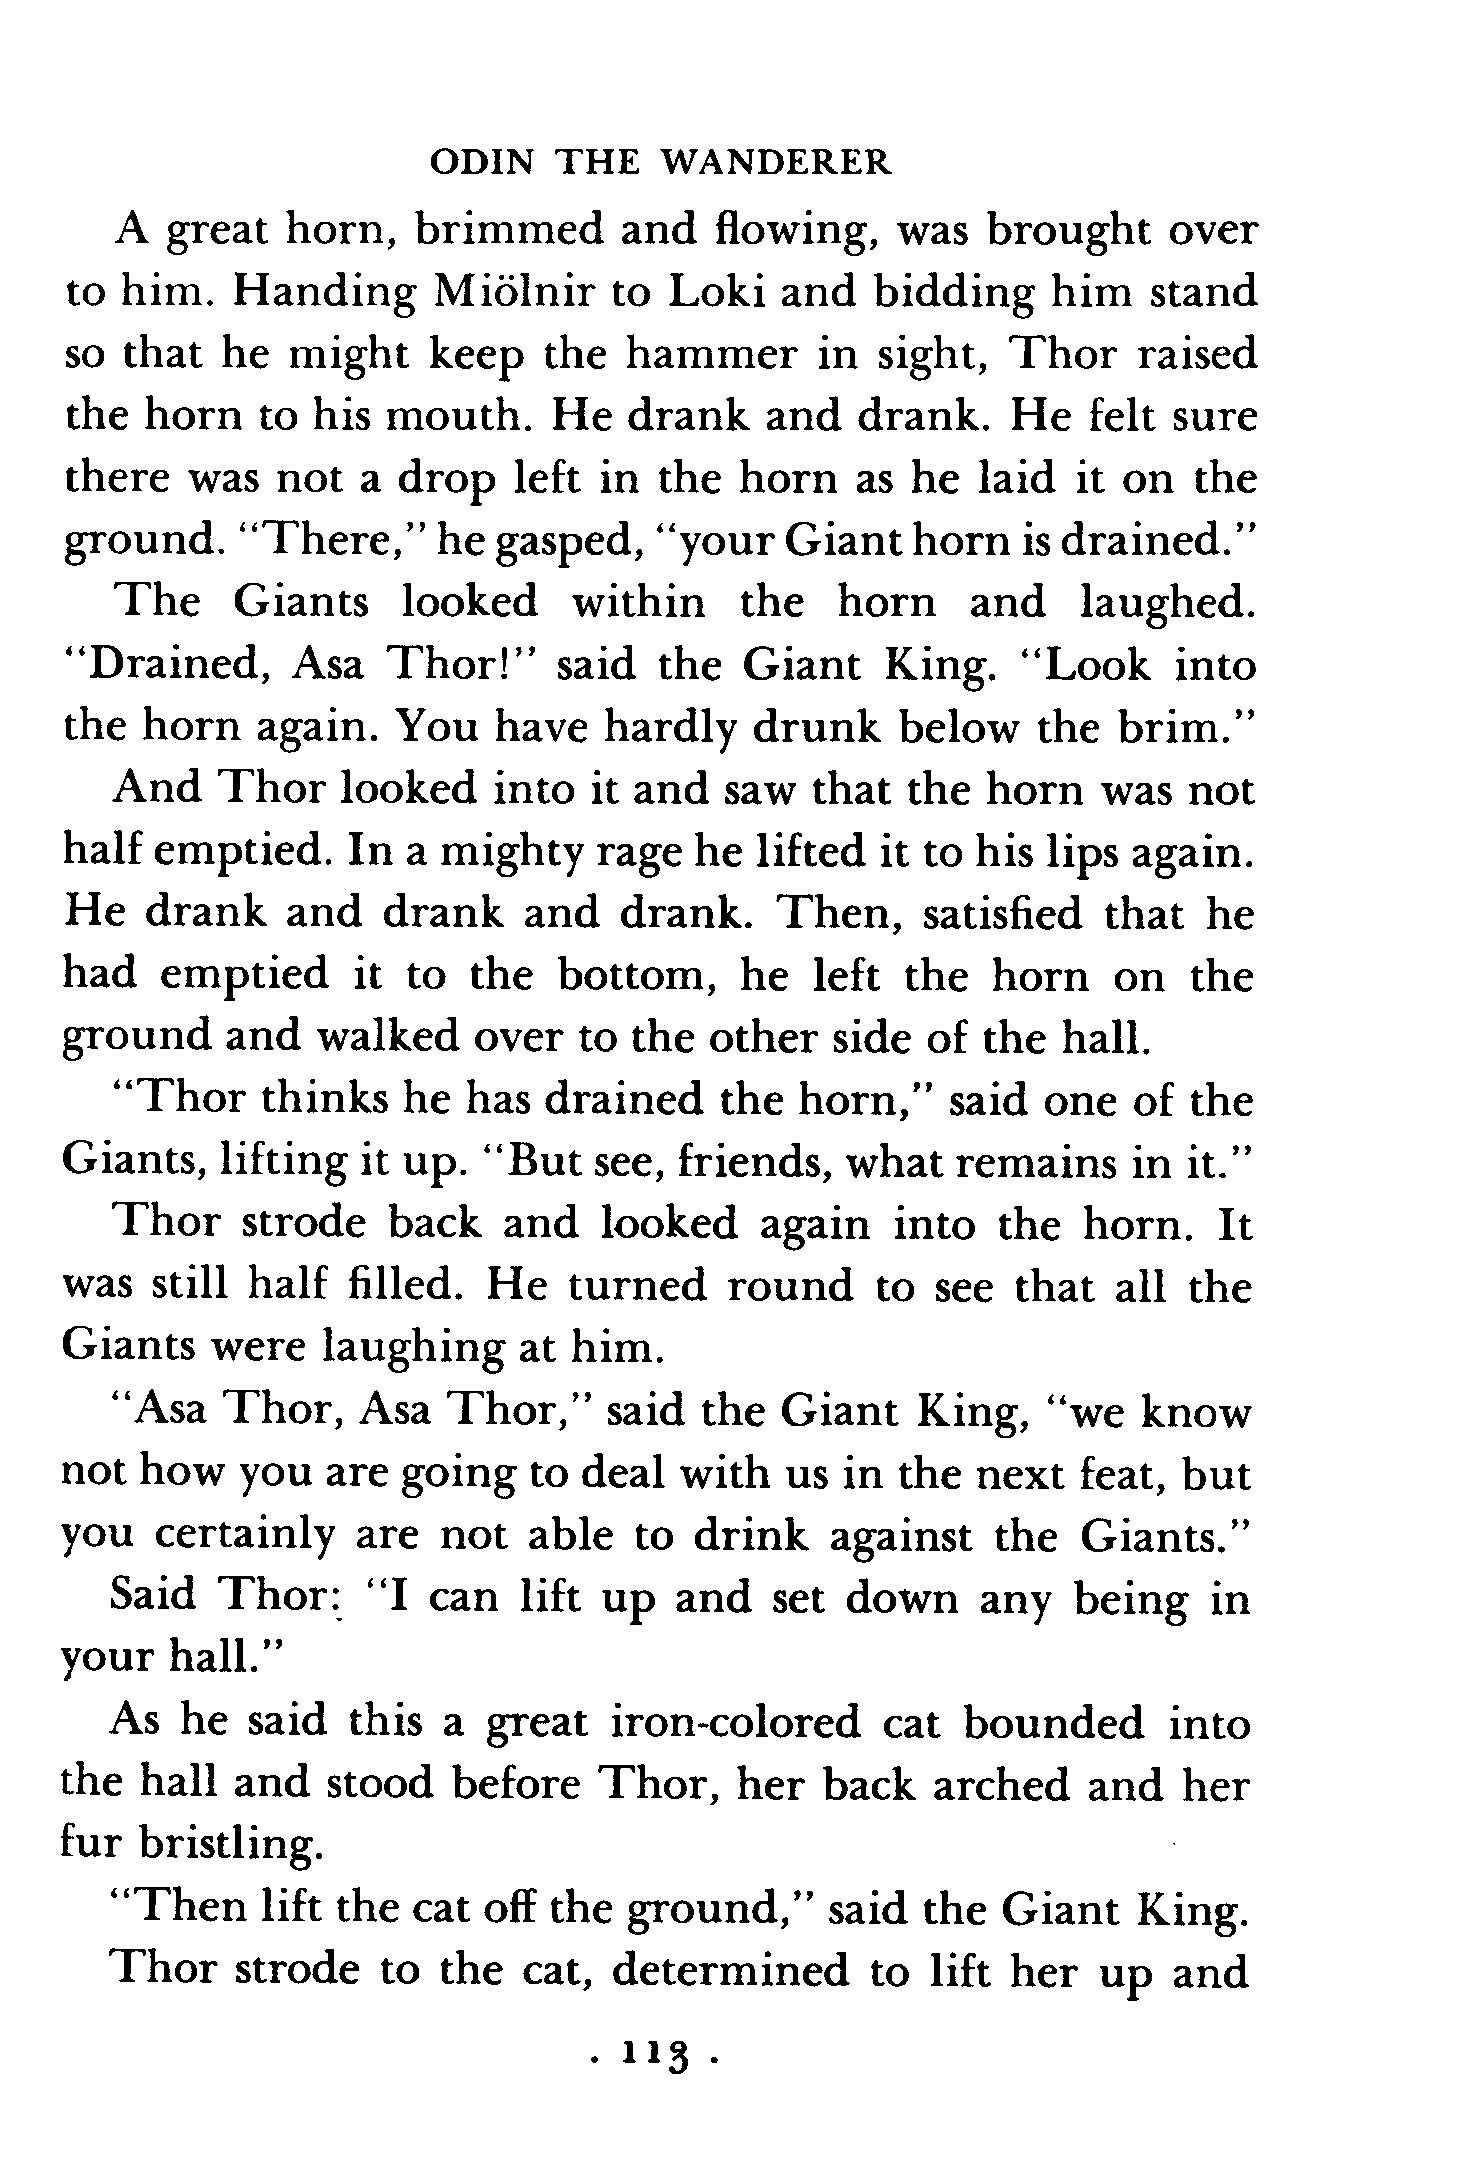 ODIN THE WANDERER
A great horn, brimmed and flowing, was brought over
to him. Handing Miölnir to Loki and bidding him stand
so that he might keep the hammer in sight, Thor raised
the horn to his mouth. He drank and drank. He felt sure
there was not a drop left in the horn as he laid it on the
ground. “There,” he gasped, “your Giant horn is drained.”
The Giants looked within the horn and laughed.
“Drained, Asa Thor!” said the Giant King. “Look into
the horn again. You have hardly drunk below the brim.”
And Thor looked into it and saw that the horn was not
half emptied. In a mighty rage he lifted it to his lips again.
He drank and drank and drank. Then, satisfied that he
had emptied it to the bottom, he left the horn on the
ground and walked over to the other side of the hall.
“Thor thinks he has drained the horn,” said one of the
Giants, lifting it up. “But see, friends, what remains in it.”
Thor strode back and looked again into the horn. It
was still half filled. He turned round to see that all the
Giants were laughing at him.
“Asa Thor, Asa Thor,” said the Giant King, “we know
not how you are going to deal with us in the next feat, but
you certainly are not able to drink against the Giants.”
Said Thor: “I can lift up and set down any being in
your hall.”
As he said this a great iron-colored cat bounded into
the hall and stood before Thor, her back arched and her
fur bristling.
“Then lift the cat off the ground,” said the Giant King.
Thor strode to the cat, determined to lift her up and
. 113 .